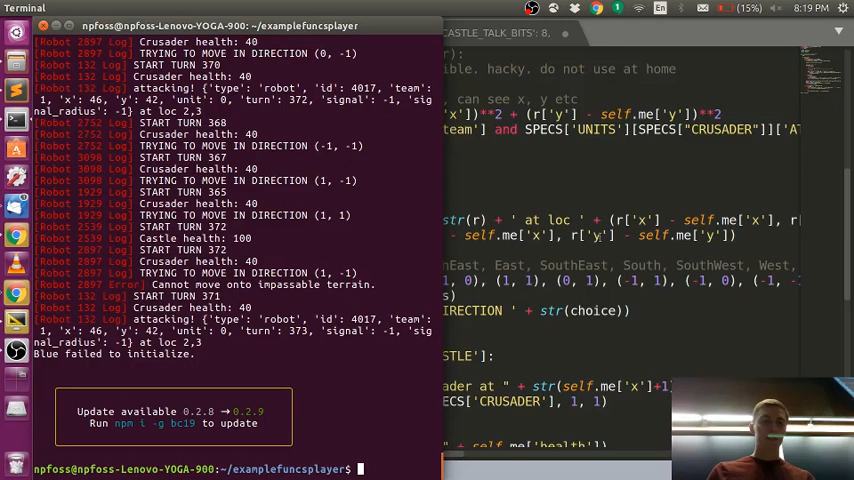 Terminal
En
(15%)
8:19 PM
npfoss@npfoss-Lenovo-YOGA-900: ~/examplefuncsplayer
CASTLE_TALK_BITS': 8,
[Robot 2897 Log] Crusader health: 40
[Robot 2897 Log] TRYING TO MOVE IN DIRECTION (0, -1)
[Robot 132 Log] START TURN 370
[Robot 132 Log] Crusader health: 40
[Robot 132 Log] attacking! {'type': 'robot', 'id': 4017, 'team':
1, 'x': 46, 'y': 42, 'unit': 0, 'turn': 372, 'signal': -1, 'sig
nal_radius': -1} at loc 2,3
[Robot 2752 Log] START TURN 368
[Robot 2752 Log] Crusader health: 40
[Robot 2752 Log] TRYING TO MOVE IN DIRECTION (-1, -1)
[Robot 3098 Log] START TURN 367
[Robot 3098 Log] Crusader health: 40
[Robot 3098 Log] TRYING TO MOVE IN DIRECTION (1, -1)
[Robot 1929 Log] START TURN 365
[Robot 1929 Log] Crusader health: 40
[Robot 1929 Log] TRYING TO MOVE IN DIRECTION (1, 1)
[Robot 2539 Log] START TURN 372
[Robot 2539 Log] Castle health: 100
[Robot 2897 Log] START TURN 372
[Robot 2897 Log] Crusader health: 40
[Robot 2897 Log] TRYING TO MOVE IN DIRECTION (1, -1)
[Robot 2897 Error] Cannot move onto impassable terrain.
[Robot 132 Log] START TURN 371
[Robot 132 Log] Crusader health: 40
[Robot 132 Log] attacking! {'type': 'robot', 'id': 4017, 'team':
1, 'x': 46, 'y': 42, 'unit': 0, 'turn': 373, 'signal': -1, 'sig
nal_radius': -1} at loc 2,3
Blue failed to initialize.
Update available 0.2.8 → 0.2.9
Run npm i -g bc19 to update
npfoss@npfoss-Lenovo-YOGA-900:~/examplefuncsplayer$
r):
ible. hacky. do not use at home
, can see x, y etc
'x'])**2 + (r['y'] - self.me['y'])**2
team'] and SPECS['UNITS'][SPECS["CRUSADER"]]['A
str(r) + ' at loc ' + (r['x'] - self.me['x'], r[
- self.me['x'], r['y'] - self.me['y'])
hEast, East, SouthEast, South, SouthWest, West,
1, 0), (1, 1), (0, 1), (-1, 1), (-1, 0), (-1, -
s)
DIRECTION ' + str(choice))
TLE']:
ader at " + str(self.me['x']+1)
PECS['CRUSADER'], 1, 1)
" + self.me['health'])